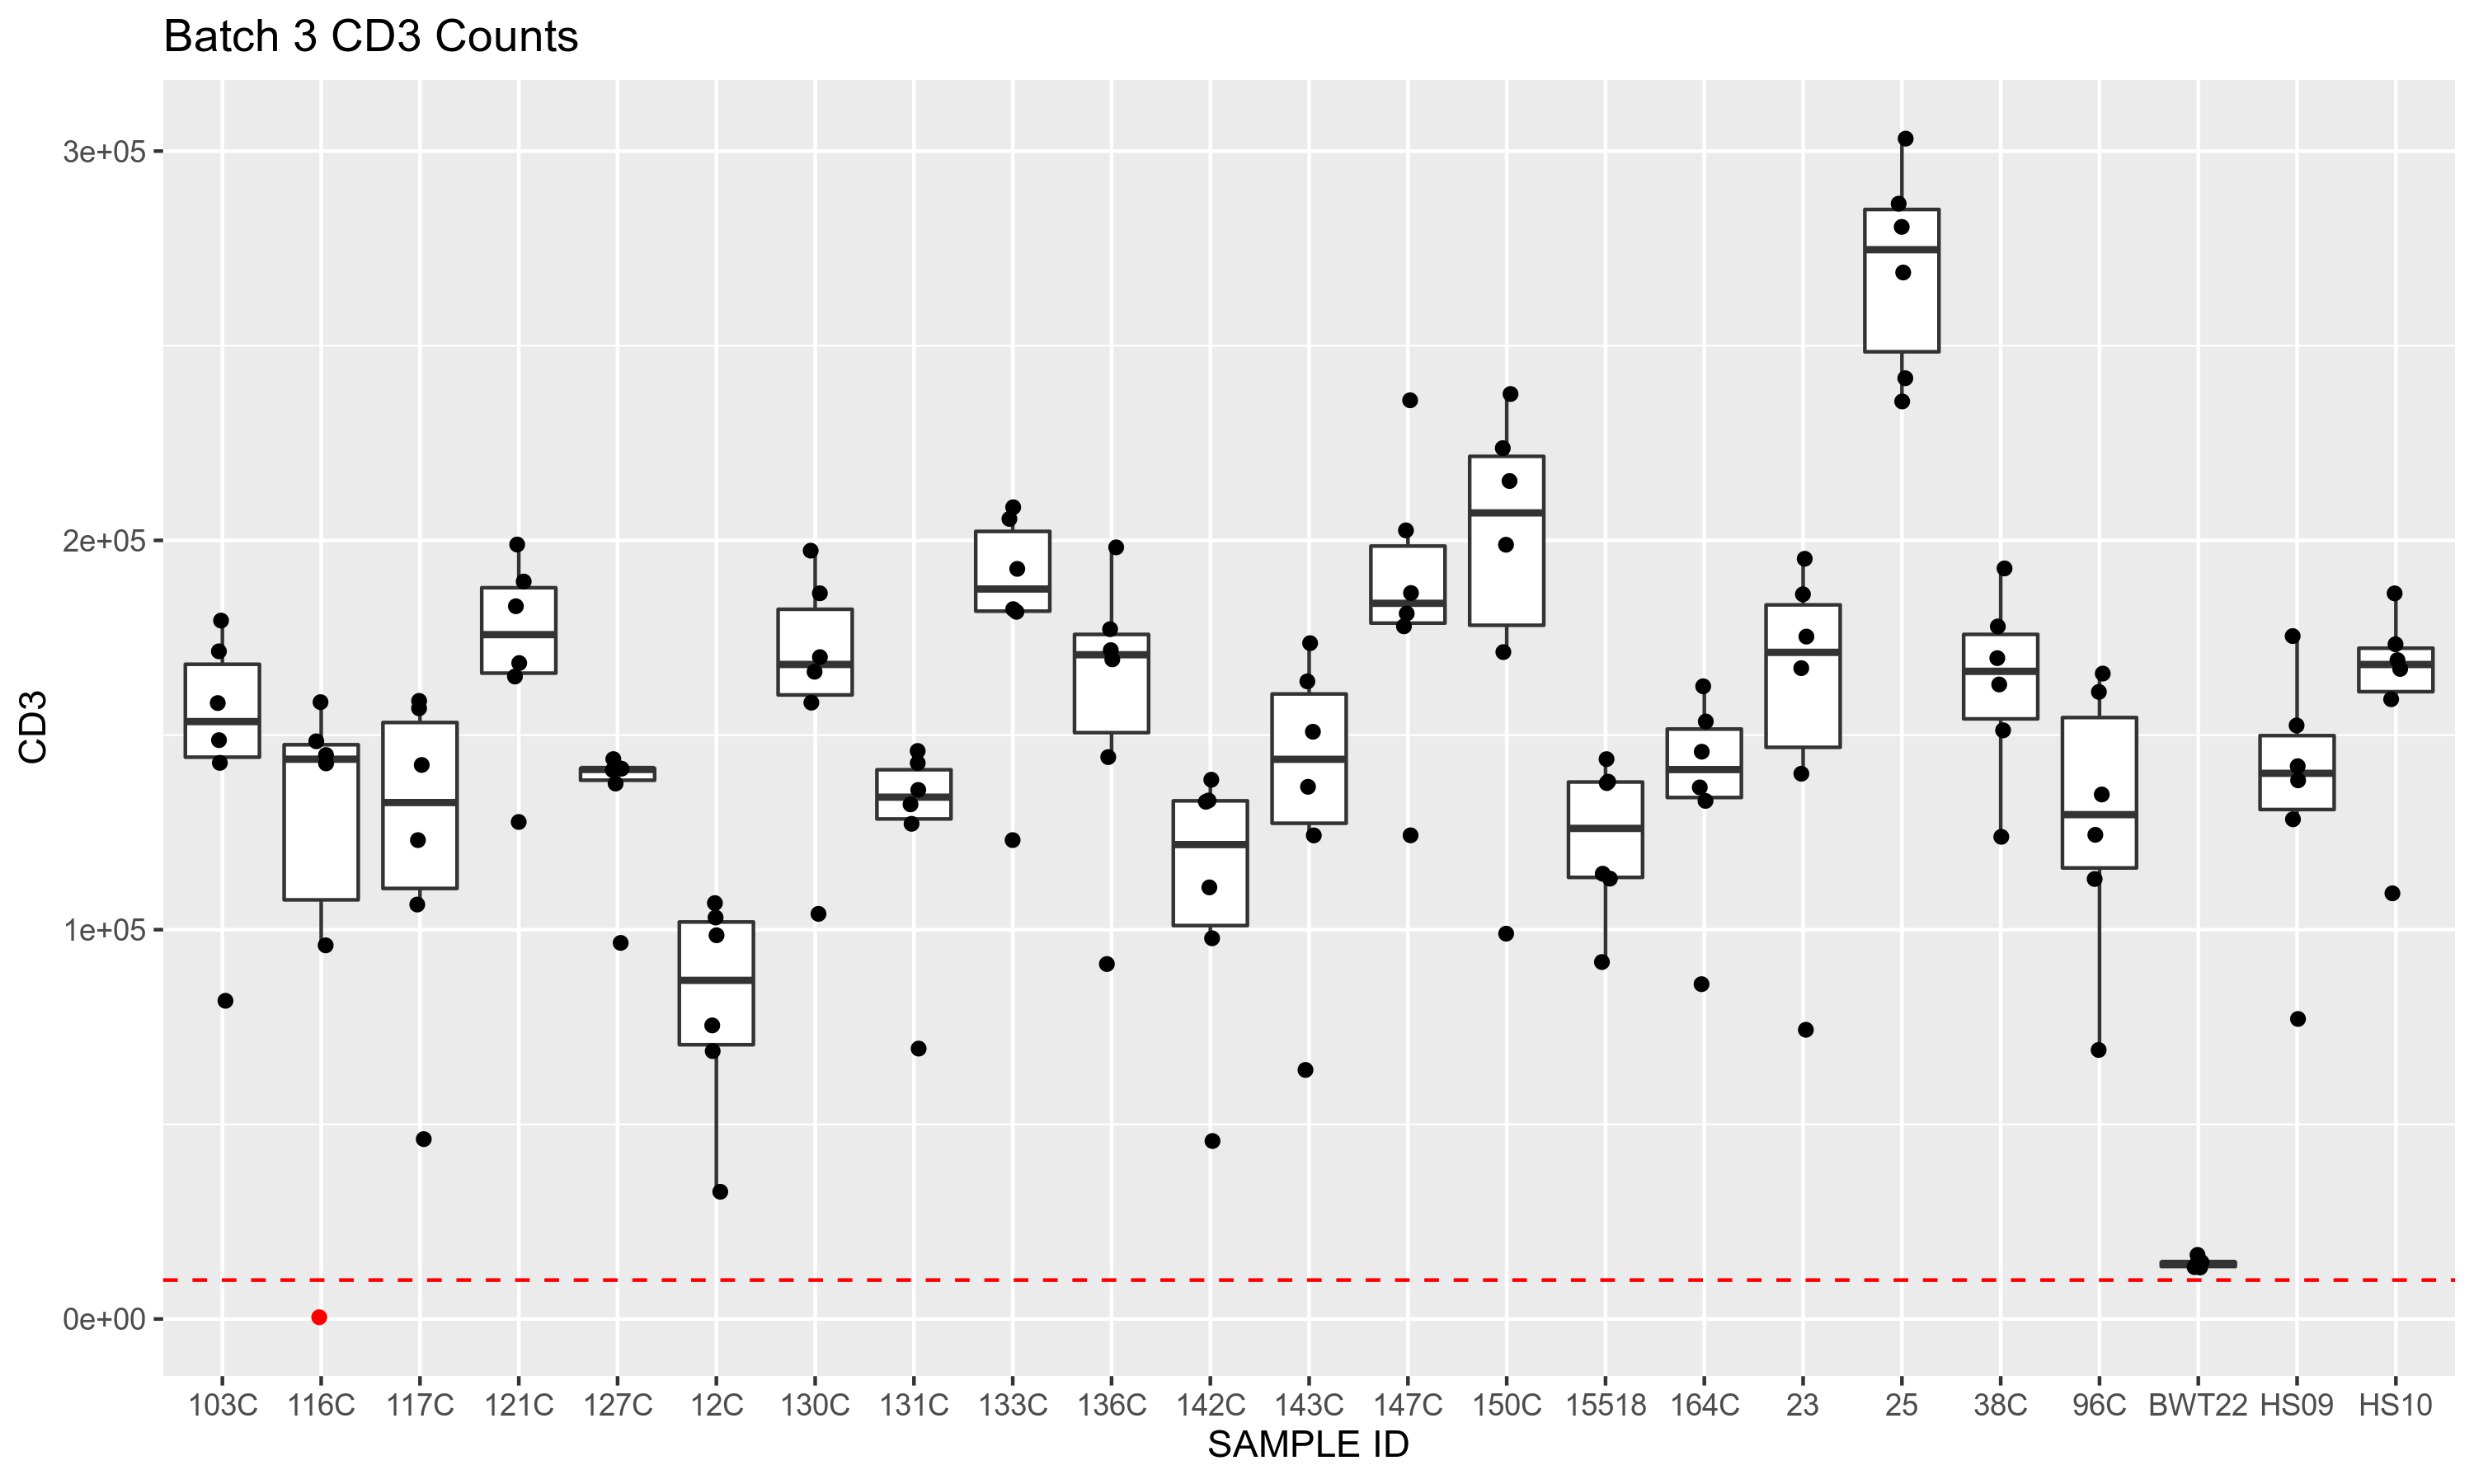 Batch 3 CD3 Counts
3e+05
2e+05
1e+05
0e+00
CD3
103C 116C 117C 121C 127C 12C 130C 131C 133C 136C 142C 143C 147C 150C 15518 164C 23 25 38C 96C BWT22 HS09 HS10
SAMPLE ID